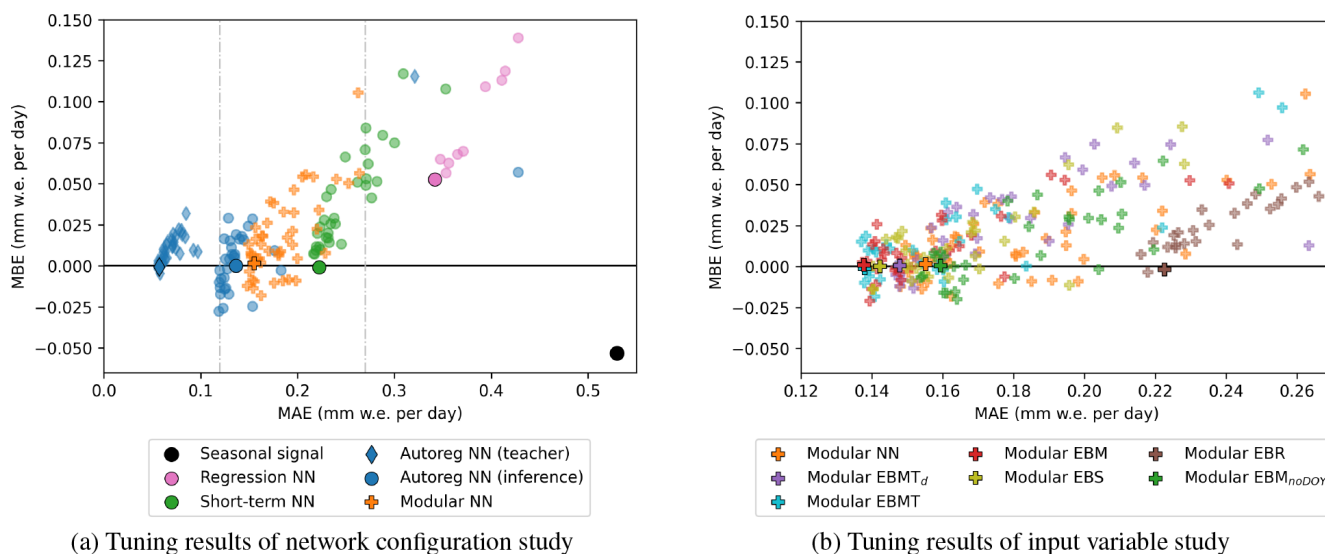 0.150
0.125
0.100
0.075
0.050
0.025
0.000
−0.025
−0.050
MBE (mm w.e. per day)
0.0
0.1
0.2
0.3
0.4
0.5
MAE (mm w.e. per day)
Seasonal signal
Regression NN
Short-term NN
Autoreg NN (teacher)
Autoreg NN (inference)
Modular NN
(a) Tuning results of network configuration study
0.150
0.125
0.100
0.075
0.050
0.025
0.000
−0.025
−0.050
MBE (mm w.e. per day)
0.12
0.14
0.16
0.18
0.20
0.22
0.24
0.26
MAE (mm w.e. per day)
Modular NN
Modular EBMT_d
Modular EBMT
Modular EBM
Modular EBS
Modular EBR
Modular EBM_noDOY
(b) Tuning results of input variable study